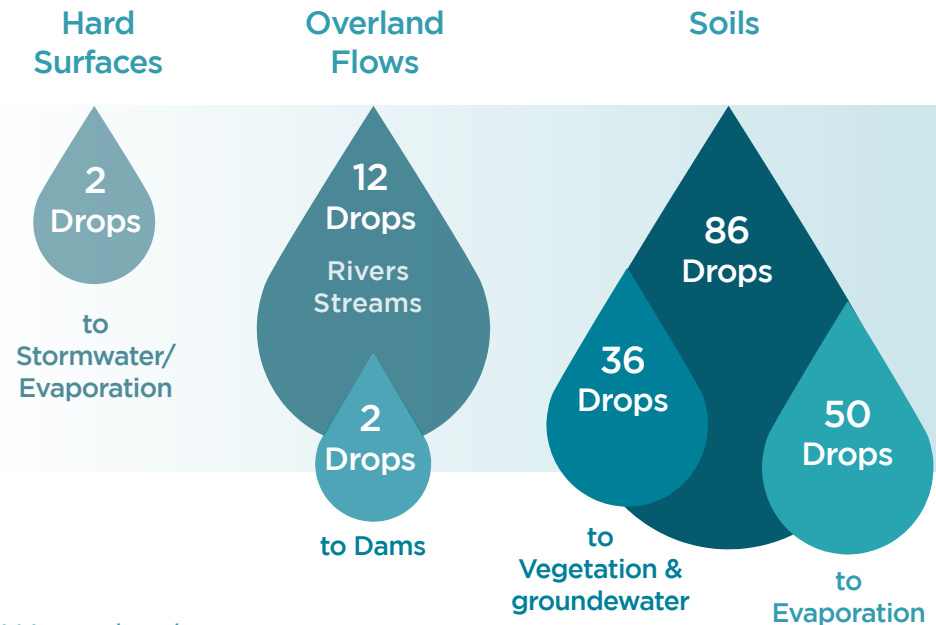 Hard
Surfaces
2
Drops
to
Stormwater/
Evaporation
Overland
Flows
12
Drops
Rivers
Streams
2
Drops
to Dams
Soils
86
Drops
36
Drops
to
Vegetation &
groundewater
50
Drops
to
Evaporation